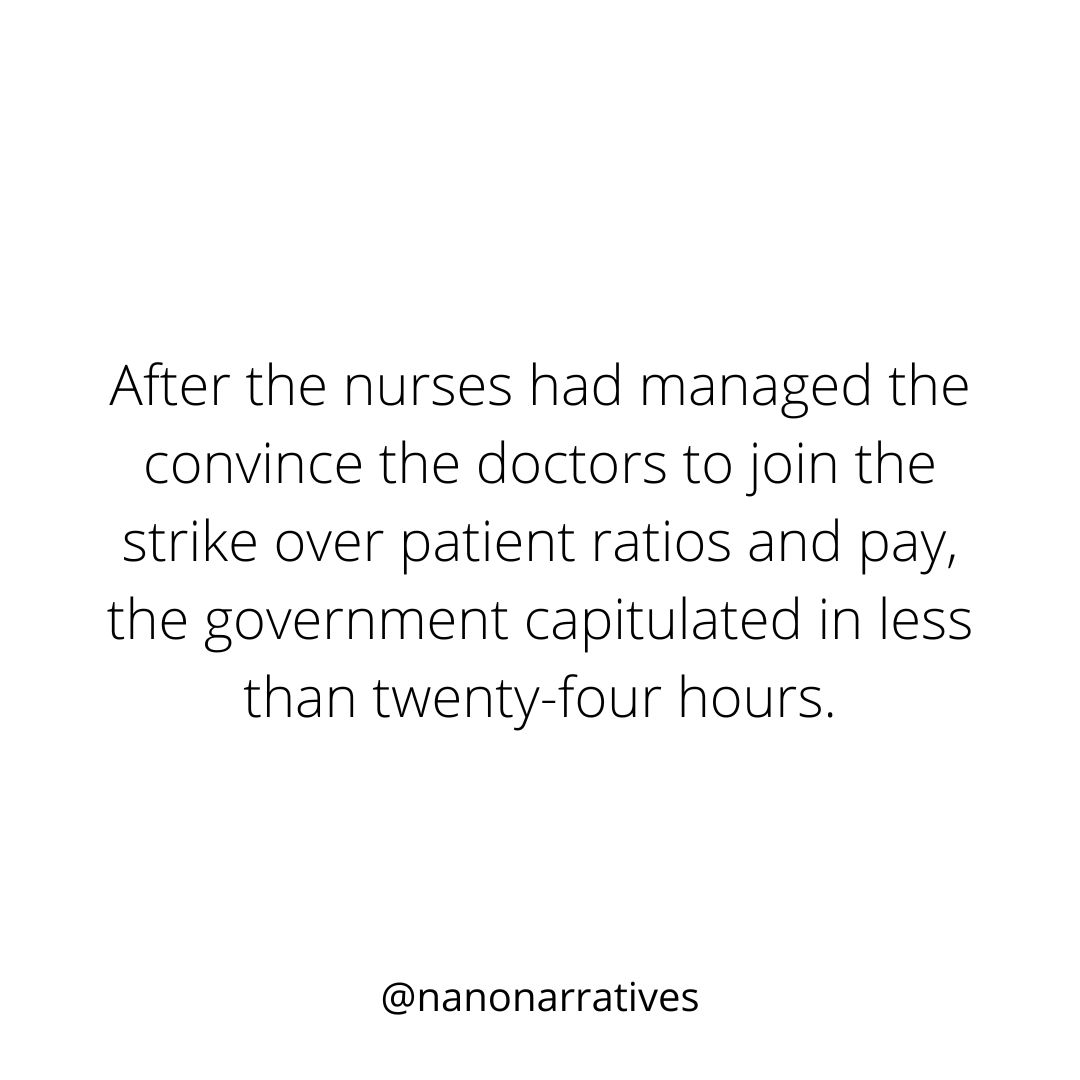 After the nurses had managed the
convince the doctors to join the
strike over patient ratios and pay,
the government capitulated in less
than twenty-four hours.
@nanonarratives